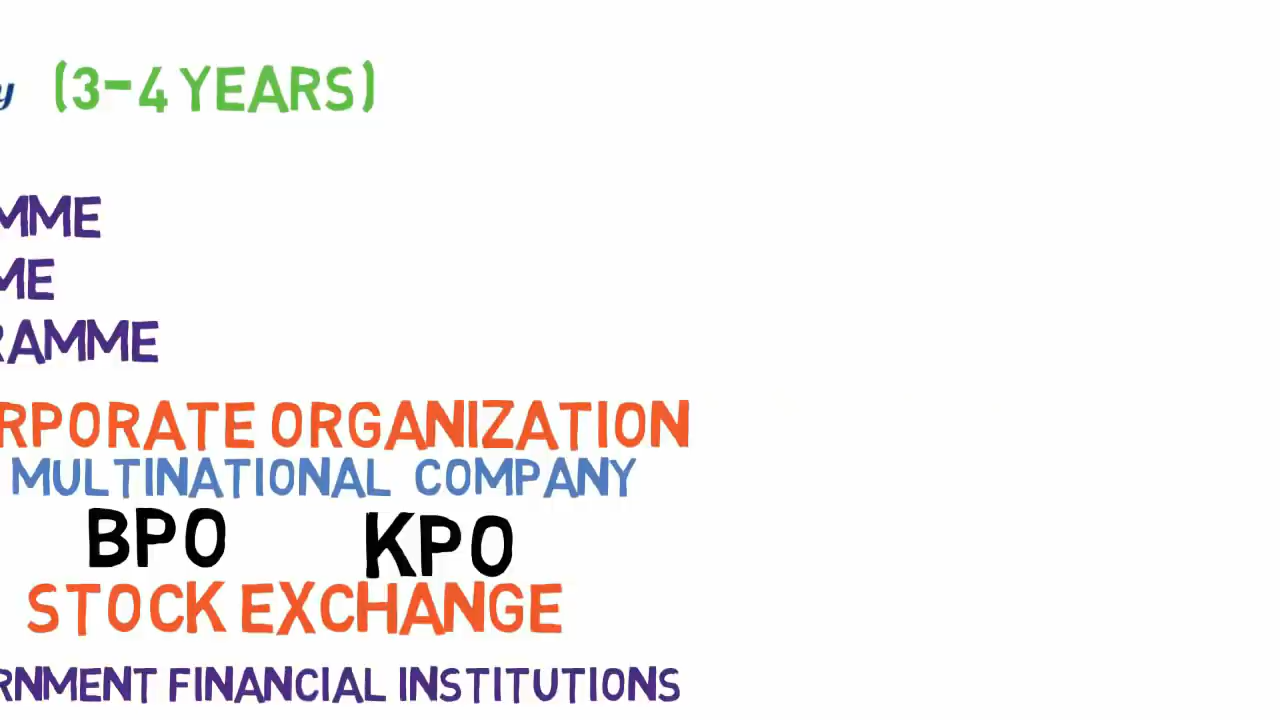 y (3-4 YEARS)
MME
ME
RAMME
RPORATE ORGANIZATION
MULTINATIONAL COMPANY
BPO KPO
STOCK EXCHANGE
RNMENT FINANCIAL INSTITUTIONS